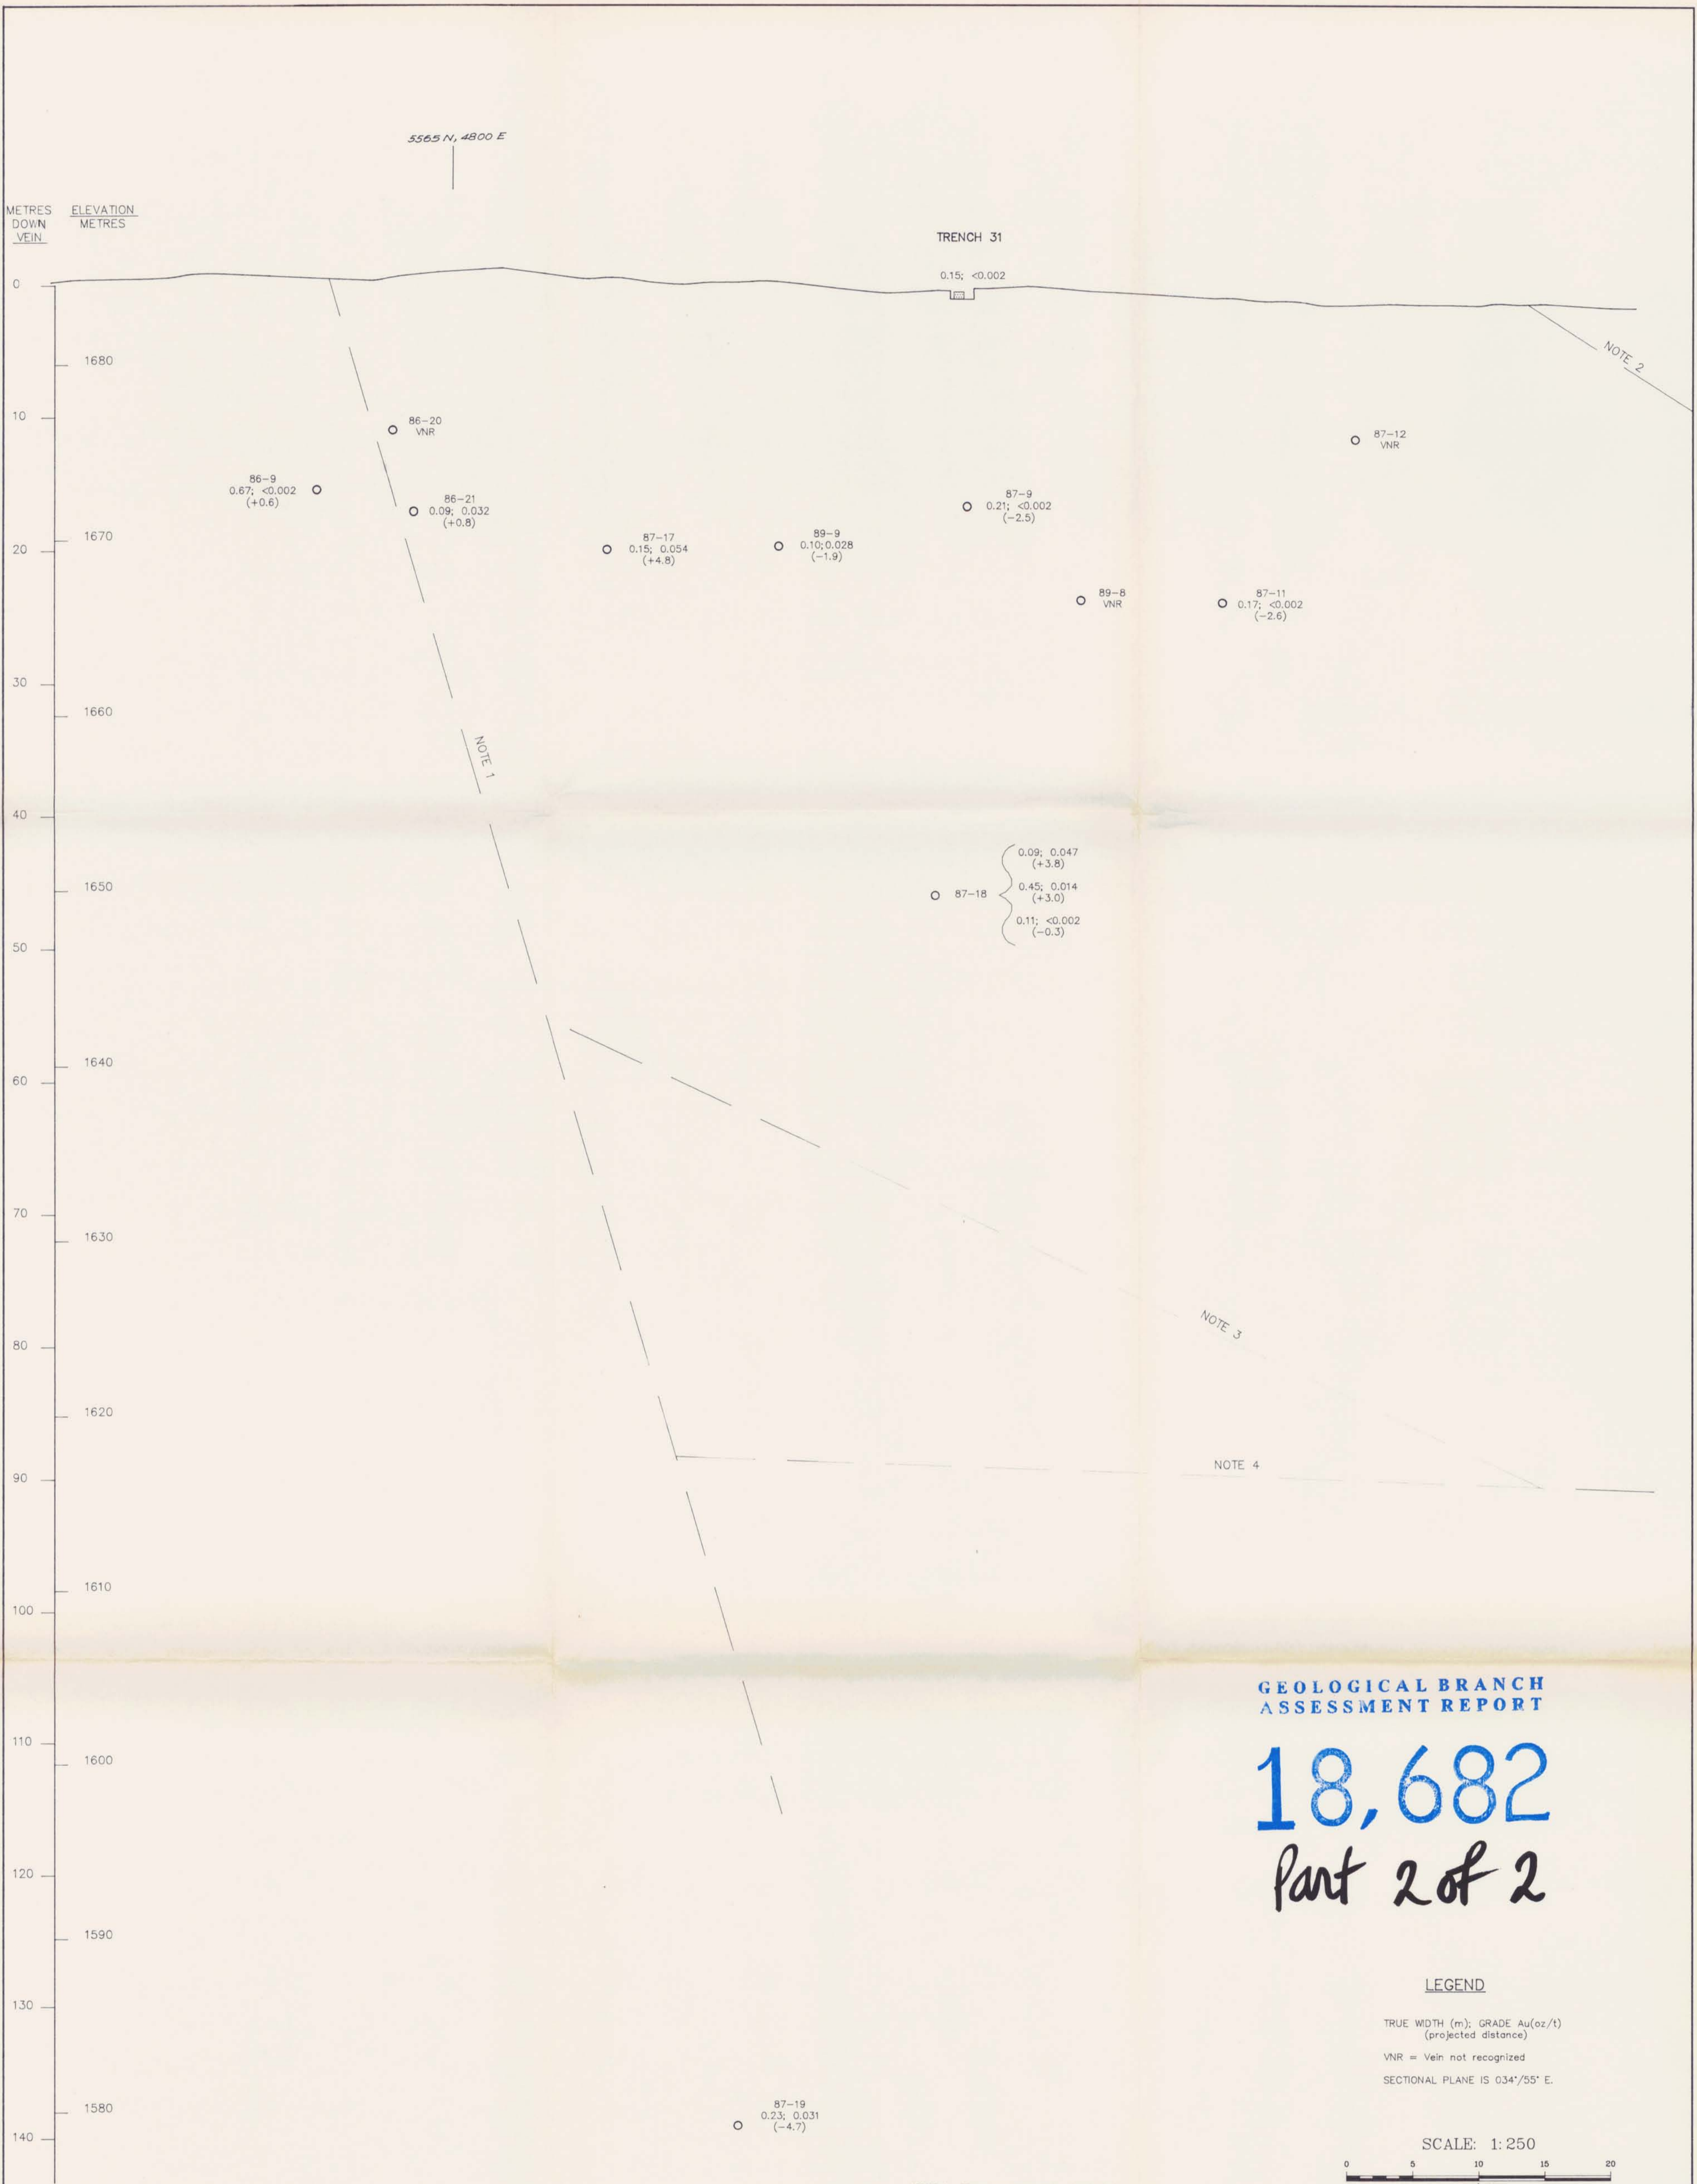 5565 N, 4800 E
METRES
DOWN
VEIN
ELEVATION
METRES
TRENCH 31
0.15; <0.002
0
1680
NOTE 2
10
86-20
VNR
87-12
VNR
86-9
0.67; <0.002
(+0.6)
86-21
0.09; 0.032
(+0.8)
87-9
0.21; <0.002
(-2.5)
1670
20
87-17
0.15; 0.054
(+4.8)
89-9
0.10;0.028
(-1.9)
89-8
VNR
87-11
0.17; <0.002
(-2.6)
30
1660
NOTE 1
40
0.09; 0.047
(+3.8)
1650
87-18
0.45; 0.014
(+3.0)
0.11; <0.002
(-0.3)
50
1640
60
70
1630
NOTE 3
80
1620
NOTE 4
90
1610
100
GEOLOGICAL BRANCH
ASSESSMENT REPORT
110
1600
18,682
Part 2 of 2
120
1590
LEGEND
130
TRUE WIDTH (m); GRADE Au(oz/t)
(projected distance)
VNR = Vein not recognized
SECTIONAL PLANE IS 034°/55° E.
1580
87-19
0.23; 0.031
(-4.7)
140
SCALE: 1:250
0 5 10 15 20